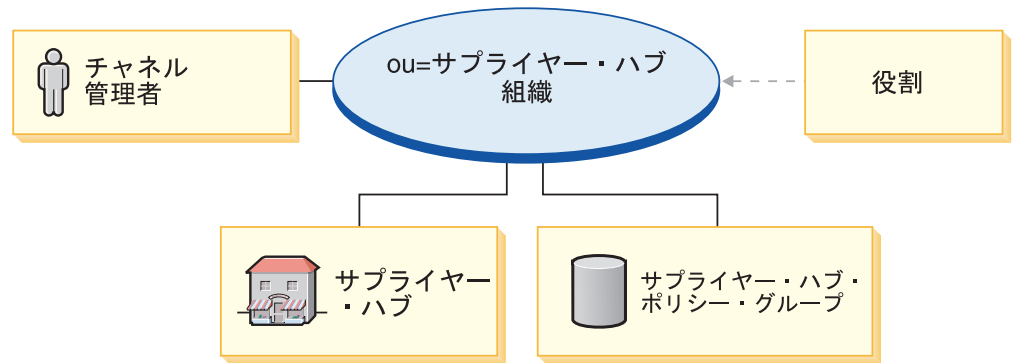 チャネル
管理者
ou=サプライヤー・ハブ
組織
役割
サプライヤー
・ハブ
サプライヤー・ハブ・
ポリシー・グループ